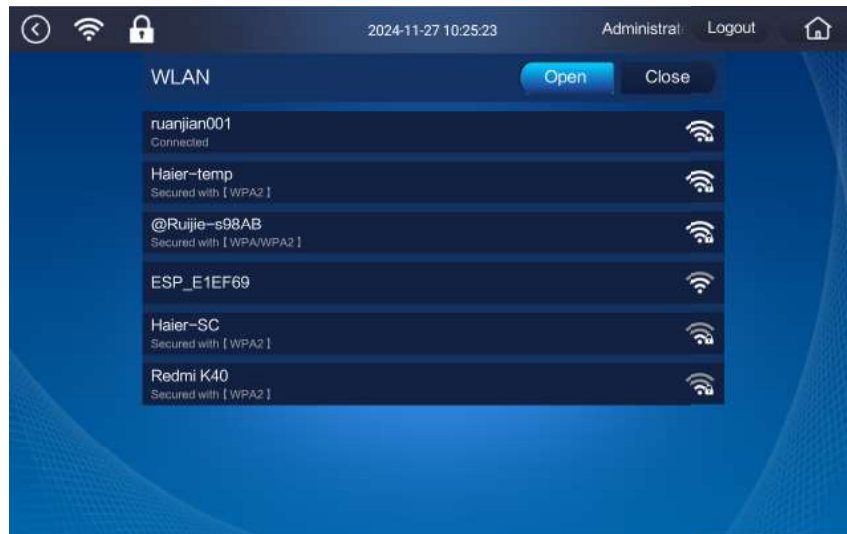 2024-11-27 10:25:23
Administrat
Logout
WLAN
Open
Close
ruanjian001
Connected
Haier-temp
Secured with【WPA2】
@Ruijie-s98AB
Secured with【WPA/WPA2】
ESP_E1EF69
Haier-SC
Secured with【WPA2】
Redmi K40
Secured with【WPA2】